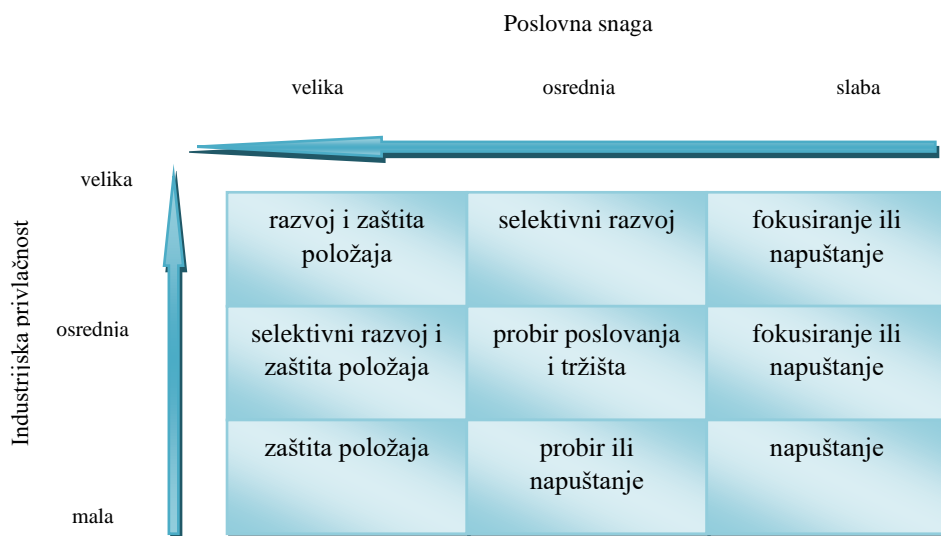 Poslovna snaga
velika
osrednja
slaba
velika
osrednja
mala
Industrijska privlačnost
razvoj i zaštita
položaja
selektivni razvoj
fokusiranje ili
napuštanje
selektivni razvoj i
zaštita položaja
probir poslovanja
i tržišta
fokusiranje ili
napuštanje
zaštita položaja
probir ili
napuštanje
napuštanje